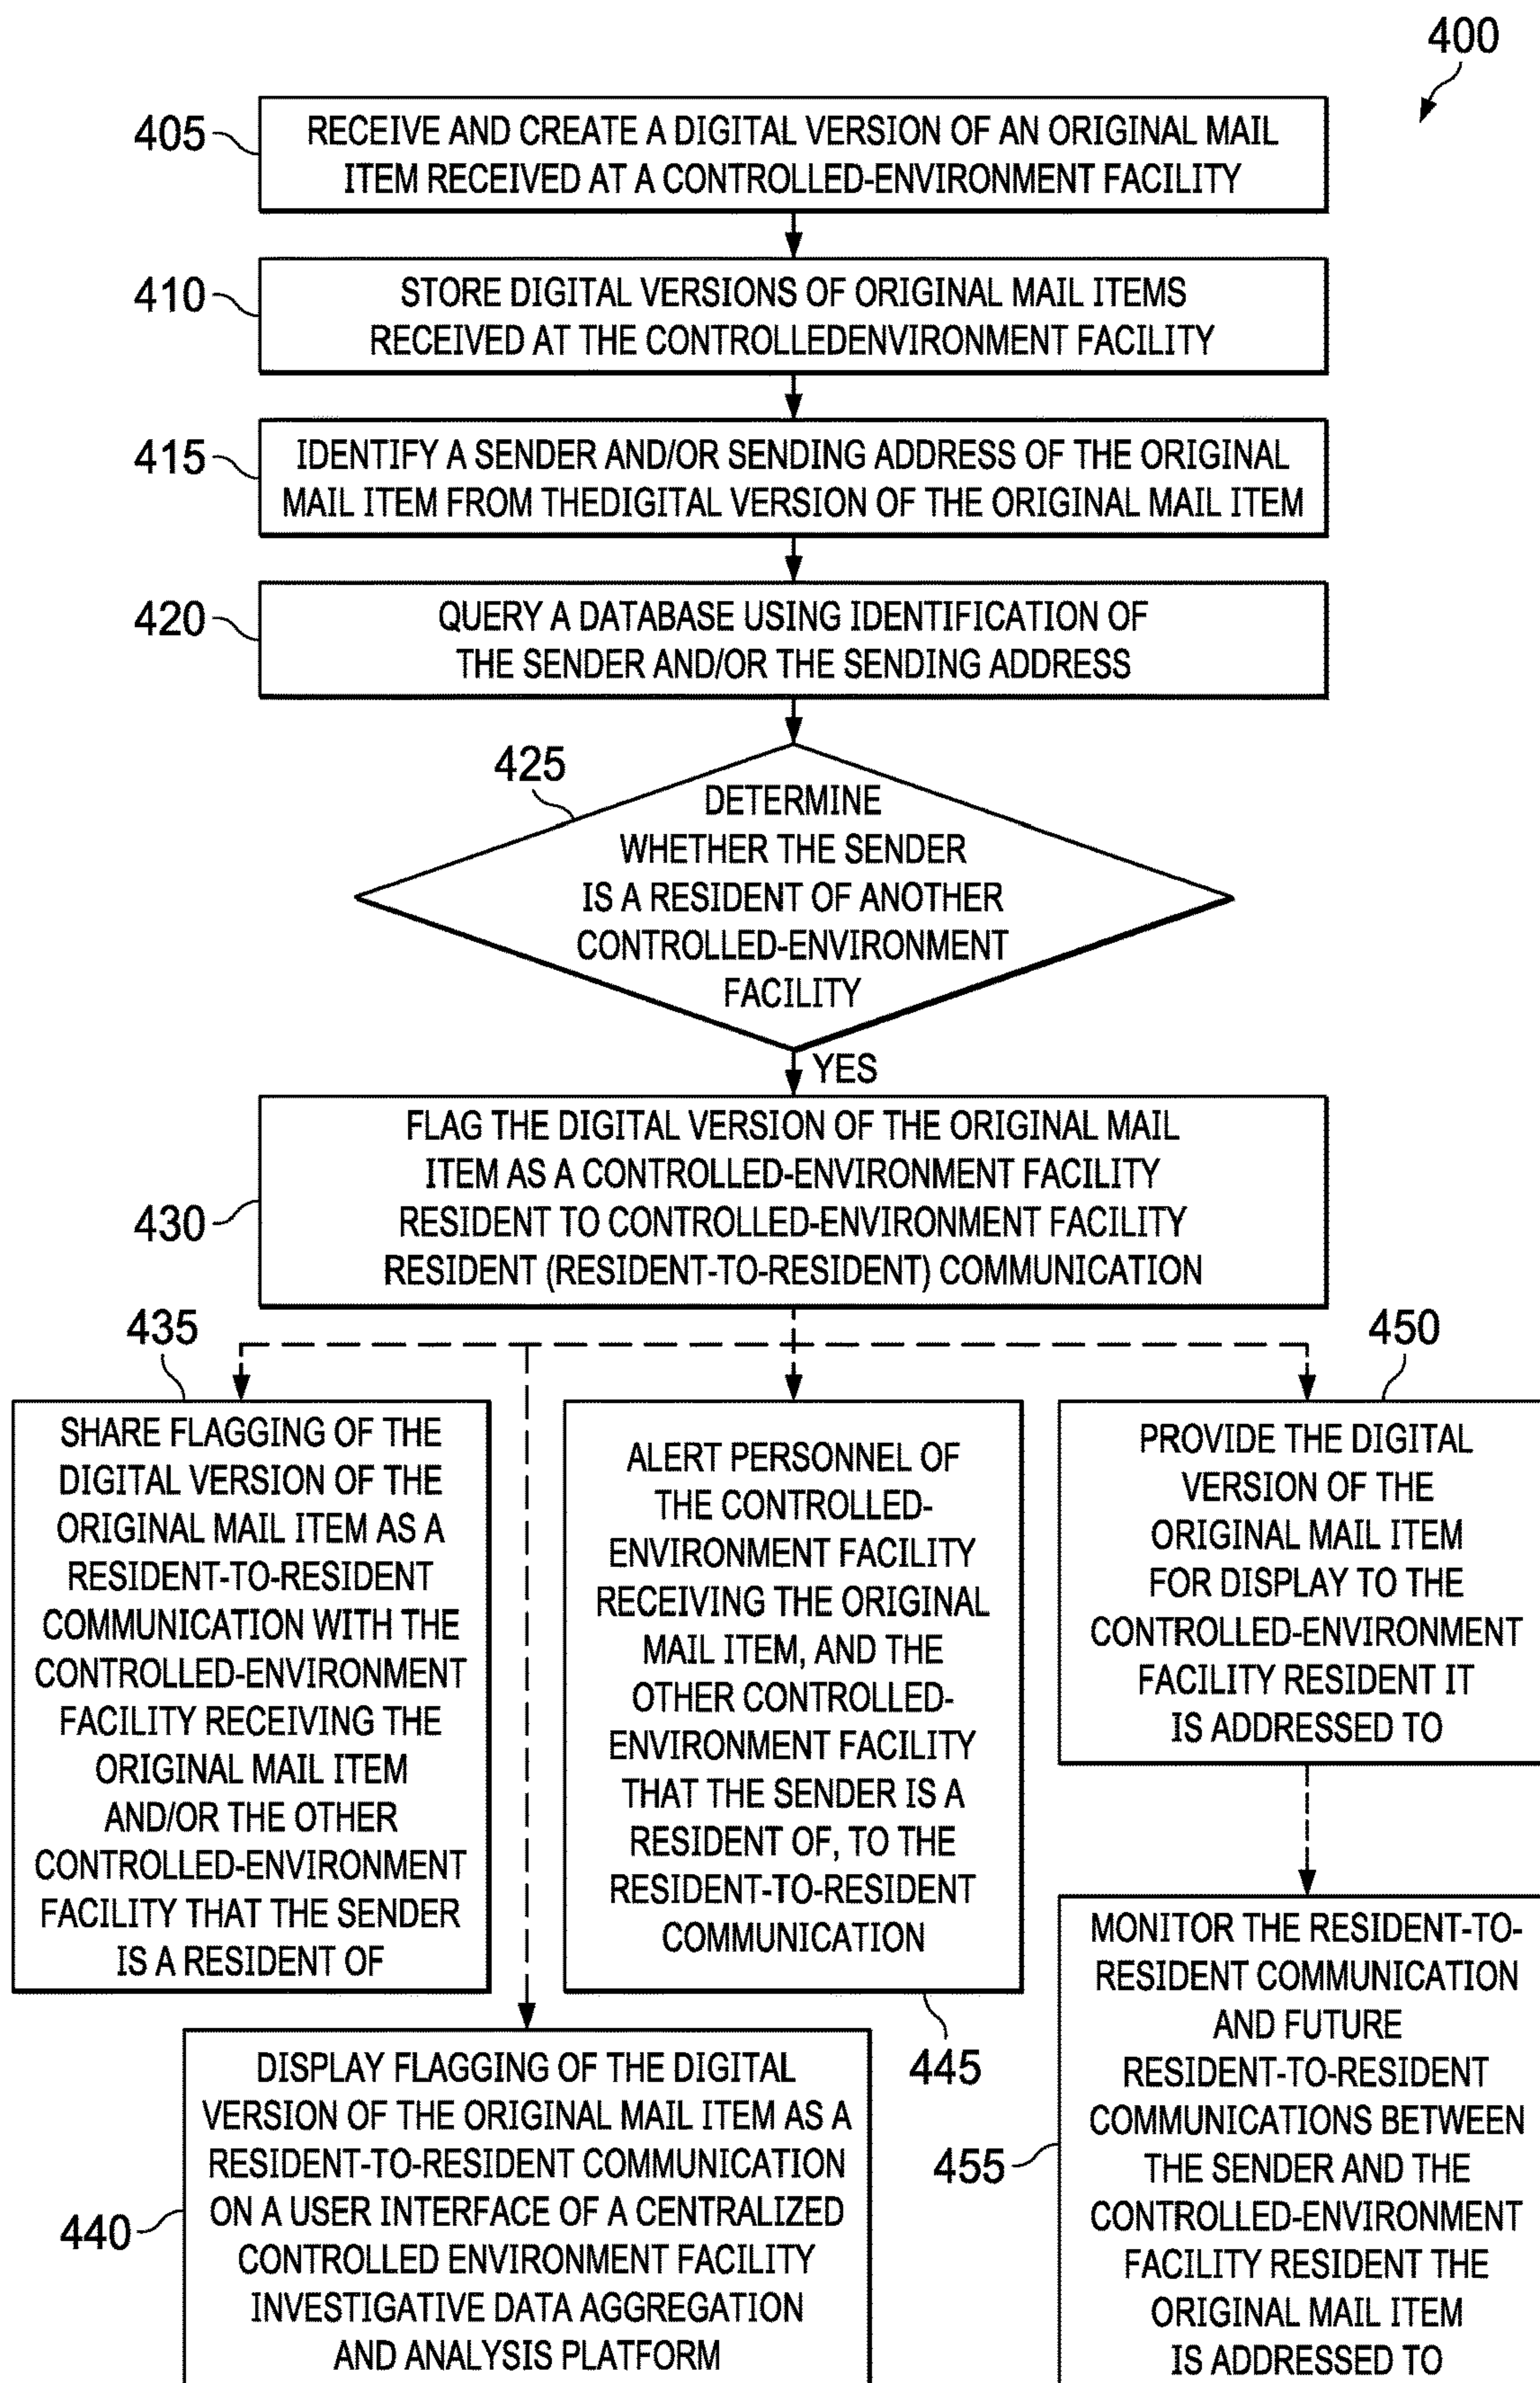 400
405
RECEIVE AND CREATE A DIGITAL VERSION OF AN ORIGINAL MAIL
ITEM RECEIVED AT A CONTROLLED-ENVIRONMENT FACILITY
410
STORE DIGITAL VERSIONS OF ORIGINAL MAIL ITEMS
RECEIVED AT THE CONTROLLEDENVIRONMENT FACILITY
415
IDENTIFY A SENDER AND/OR SENDING ADDRESS OF THE ORIGINAL
MAIL ITEM FROM THEDIGITAL VERSION OF THE ORIGINAL MAIL ITEM
420
QUERY A DATABASE USING IDENTIFICATION OF
THE SENDER AND/OR THE SENDING ADDRESS
425
DETERMINE
WHETHER THE SENDER
IS A RESIDENT OF ANOTHER
CONTROLLED-ENVIRONMENT
FACILITY
YES
430
FLAG THE DIGITAL VERSION OF THE ORIGINAL MAIL
ITEM AS A CONTROLLED-ENVIRONMENT FACILITY
RESIDENT TO CONTROLLED-ENVIRONMENT FACILITY
RESIDENT (RESIDENT-TO-RESIDENT) COMMUNICATION
435
SHARE FLAGGING OF THE
DIGITAL VERSION OF THE
ORIGINAL MAIL ITEM AS A
RESIDENT-TO-RESIDENT
COMMUNICATION WITH THE
CONTROLLED-ENVIRONMENT
FACILITY RECEIVING THE
ORIGINAL MAIL ITEM
AND/OR THE OTHER
CONTROLLED-ENVIRONMENT
FACILITY THAT THE SENDER
IS A RESIDENT OF
440
DISPLAY FLAGGING OF THE DIGITAL
VERSION OF THE ORIGINAL MAIL ITEM AS A
RESIDENT-TO-RESIDENT COMMUNICATION
ON A USER INTERFACE OF A CENTRALIZED
CONTROLLED ENVIRONMENT FACILITY
INVESTIGATIVE DATA AGGREGATION
AND ANALYSIS PLATFORM
ALERT PERSONNEL OF
THE CONTROLLED-
ENVIRONMENT FACILITY
RECEIVING THE ORIGINAL
MAIL ITEM, AND THE
OTHER CONTROLLED-
ENVIRONMENT FACILITY
THAT THE SENDER IS A
RESIDENT OF, TO THE
RESIDENT-TO-RESIDENT
COMMUNICATION
445
450
PROVIDE THE DIGITAL
VERSION OF THE
ORIGINAL MAIL ITEM
FOR DISPLAY TO THE
CONTROLLED-ENVIRONMENT
FACILITY RESIDENT IT
IS ADDRESSED TO
455
MONITOR THE RESIDENT-TO-
RESIDENT COMMUNICATION
AND FUTURE
RESIDENT-TO-RESIDENT
COMMUNICATIONS BETWEEN
THE SENDER AND THE
CONTROLLED-ENVIRONMENT
FACILITY RESIDENT THE
ORIGINAL MAIL ITEM
IS ADDRESSED TO